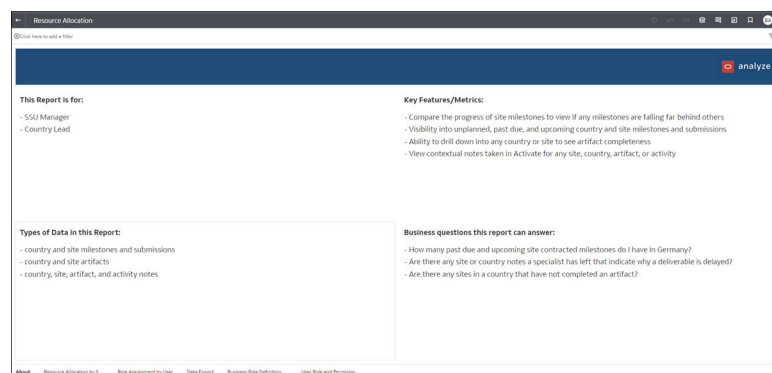 Resource Allocation
BA
Click here to add a filter
analyze
This Report is for:
- SSU Manager
- Country Lead
Key Features/Metrics:
- Compare the progress of site milestones to view if any milestones are falling far behind others
- Visibility into unplanned, past due, and upcoming country and site milestones and submissions
- Ability to drill down into any country or site to see artifact completeness
- View contextual notes taken in Activate for any site, country, artifact, or activity
Types of Data in this Report:
- country and site milestones and submissions
- country and site artifacts
- country, site, artifact, and activity notes
Business questions this report can answer:
- How many past due and upcoming site contracted milestones do I have in Germany?
- Are there any site or country notes a specialist has left that indicate why a deliverable is delayed?
- Are there any sites in a country that have not completed an artifact?
About Resource Allocation by S... Role Assignment by User Data Export Business Role Definition... User Role and Permission...